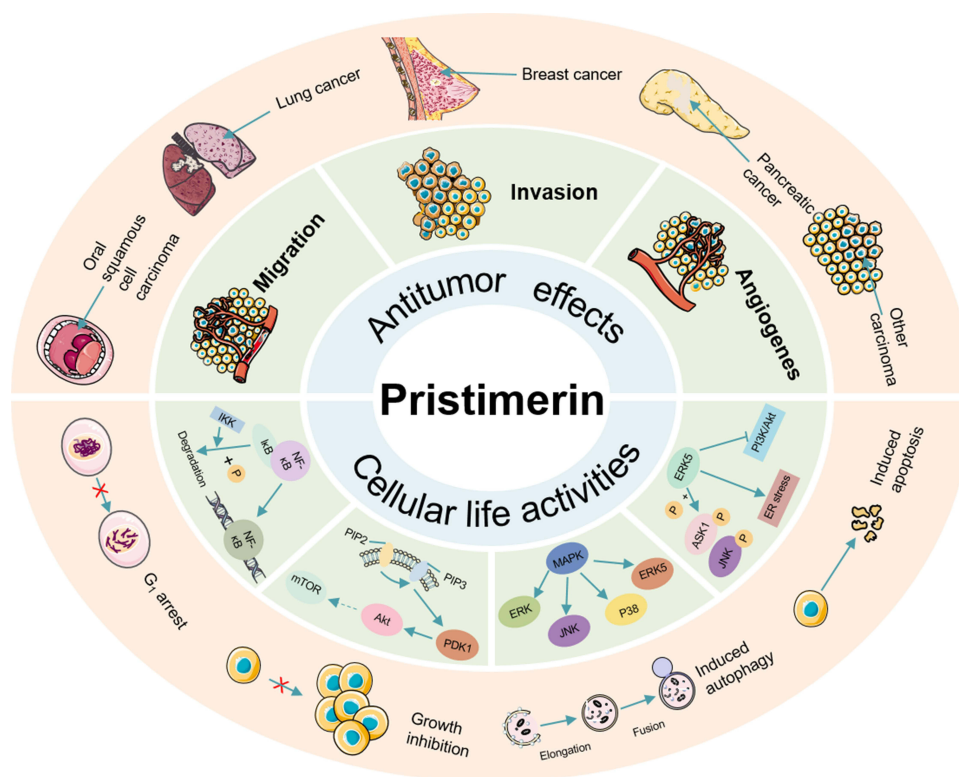 Lung cancer
Breast cancer
Pancreatic
cancer
Oral
squamous
cell
carcinoma
Other
carcinoma
Migration
Invasion
Angiogenes
Antitumor effects
Pristimerin
Cellular life activities
IKK
IκB
NF-
κB
Degradation
+
P
NF-
κB
PIP2
PIP3
mTOR
Akt
PDK1
MAPK
ERK
JNK
P38
ERK5
ERK5
PI3K/Akt
ER stress
+
P
P
ASK1
P
JNK
G1 arrest
Growth
inhibition
Elongation
Fusion
Induced
autophagy
Induced
apoptosis